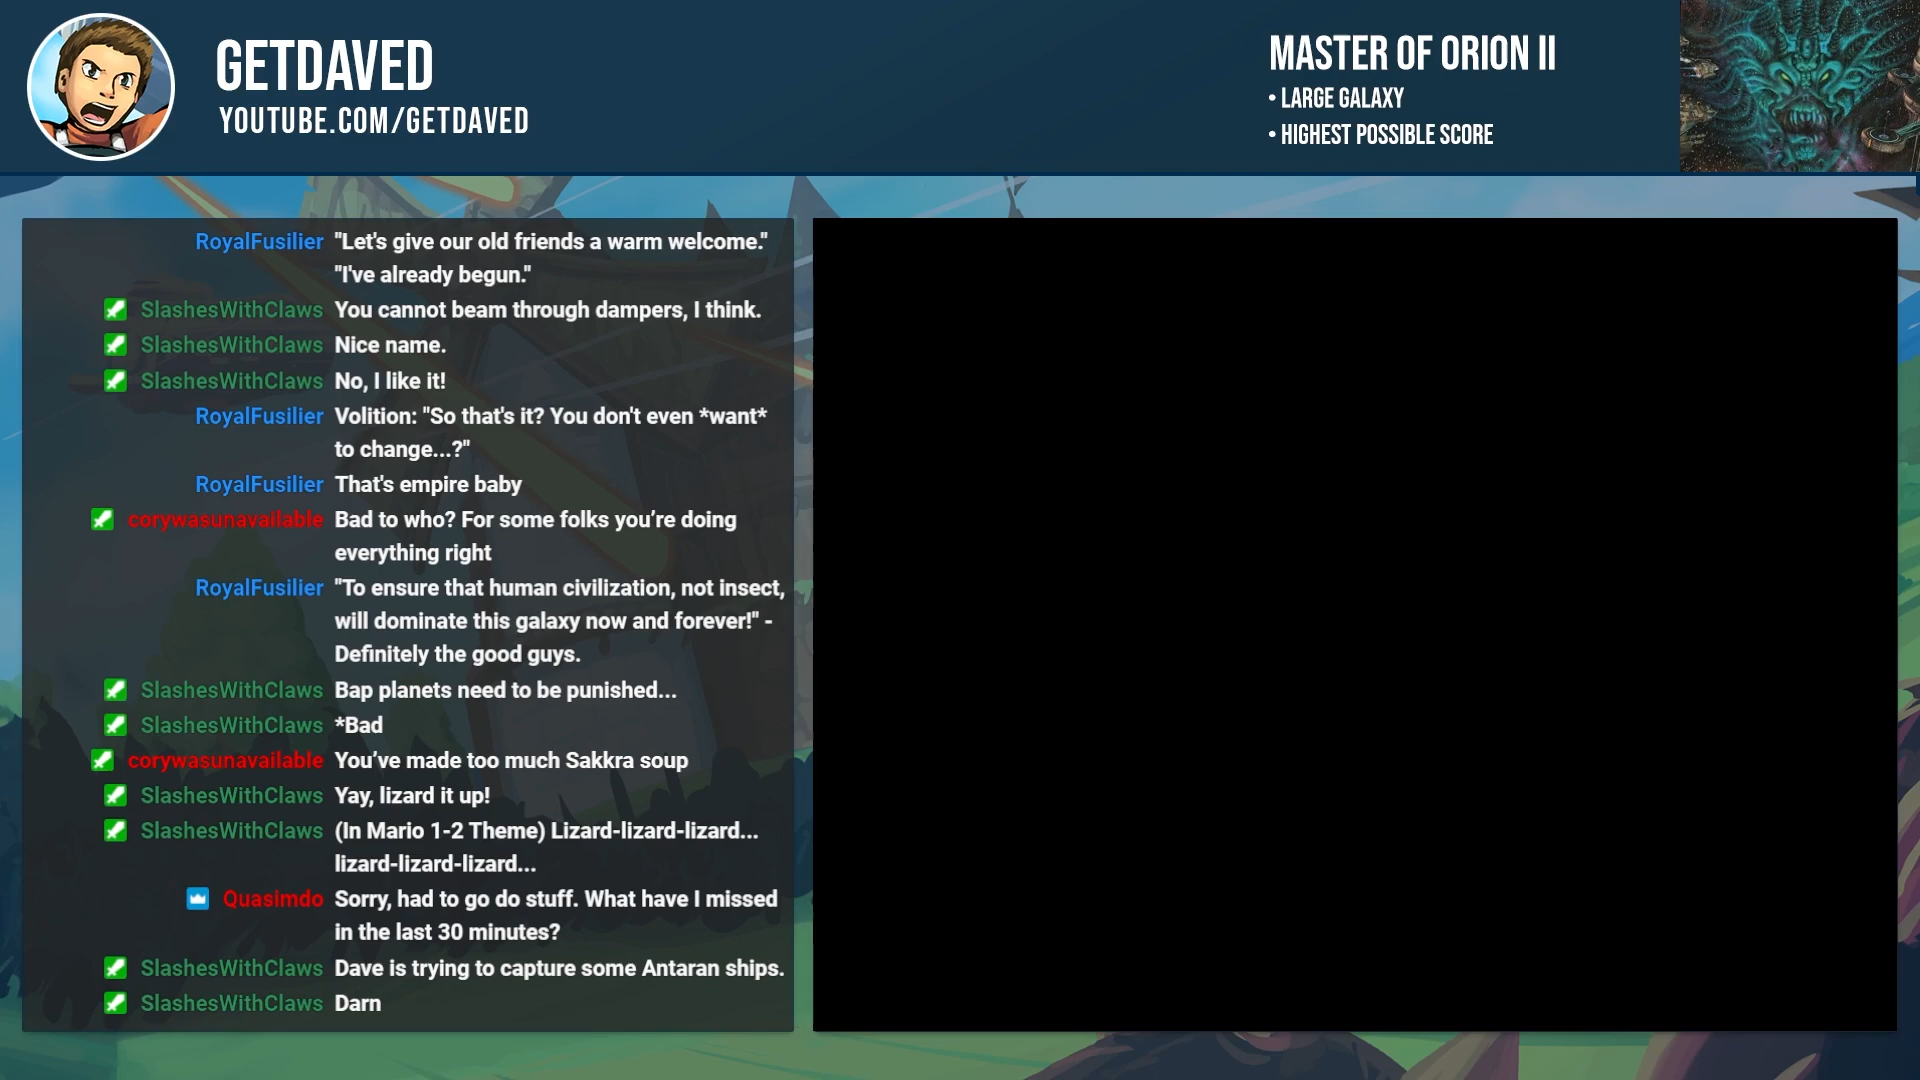 GETDAVED
YOUTUBE.COM/GETDAVED
MASTER OF ORION II
• LARGE GALAXY
• HIGHEST POSSIBLE SCORE
RoyalFusilier "Let's give our old friends a warm welcome."
"I've already begun."
SlashesWithClaws You cannot beam through dampers, I think.
SlashesWithClaws Nice name.
SlashesWithClaws No, I like it!
RoyalFusilier Volition: "So that's it? You don't even *want*
to change...?"
RoyalFusilier That's empire baby
corywasunavailable Bad to who? For some folks you’re doing
everything right
RoyalFusilier "To ensure that human civilization, not insect,
will dominate this galaxy now and forever!" -
Definitely the good guys.
SlashesWithClaws Bap planets need to be punished...
SlashesWithClaws *Bad
corywasunavailable You’ve made too much Sakkra soup
SlashesWithClaws Yay, lizard it up!
SlashesWithClaws (In Mario 1-2 Theme) Lizard-lizard-lizard...
lizard-lizard-lizard...
Quasimdo Sorry, had to go do stuff. What have I missed
in the last 30 minutes?
SlashesWithClaws Dave is trying to capture some Antaran ships.
SlashesWithClaws Darn